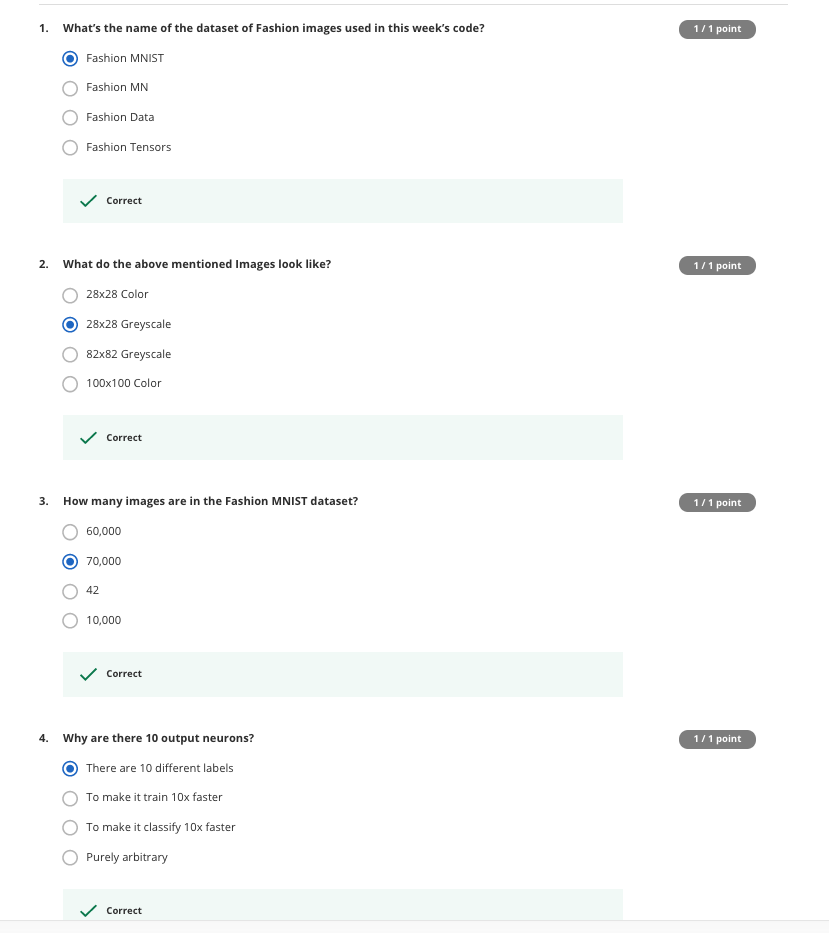 1. What's the name of the dataset of Fashion images used in this week's code?
1 / 1 point
Fashion MNIST
Fashion MN
Fashion Data
Fashion Tensors
Correct
2. What do the above mentioned Images look like?
1 / 1 point
28x28 Color
28x28 Greyscale
82x82 Greyscale
100x100 Color
Correct
3. How many images are in the Fashion MNIST dataset?
1 / 1 point
60,000
70,000
42
10,000
Correct
4. Why are there 10 output neurons?
1 / 1 point
There are 10 different labels
To make it train 10x faster
To make it classify 10x faster
Purely arbitrary
Correct